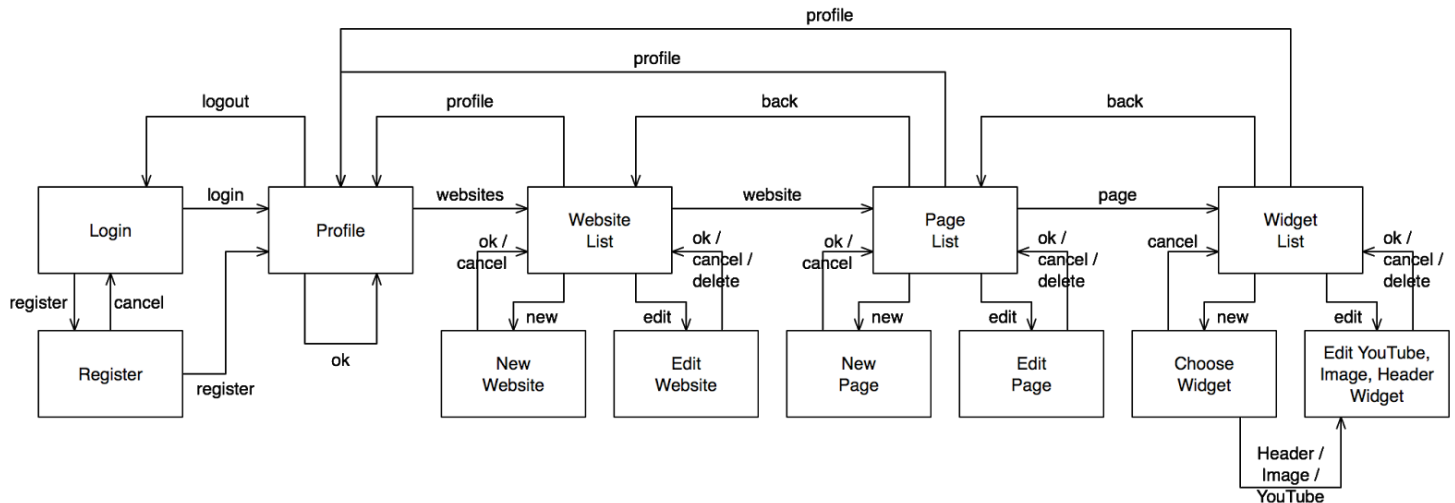 profile
profile
logout
profile
back
back
Login
login
Profile
websites
Website
List
website
Page
List
page
Widget
List
ok /
cancel
ok /
cancel /
delete
ok /
cancel
ok /
cancel /
delete
cancel
ok /
cancel /
delete
register
cancel
new
edit
new
edit
new
edit
Register
register
ok
New
Website
Edit
Website
New
Page
Edit
Page
Choose
Widget
Edit YouTube,
Image, Header
Widget
Header /
Image /
YouTube